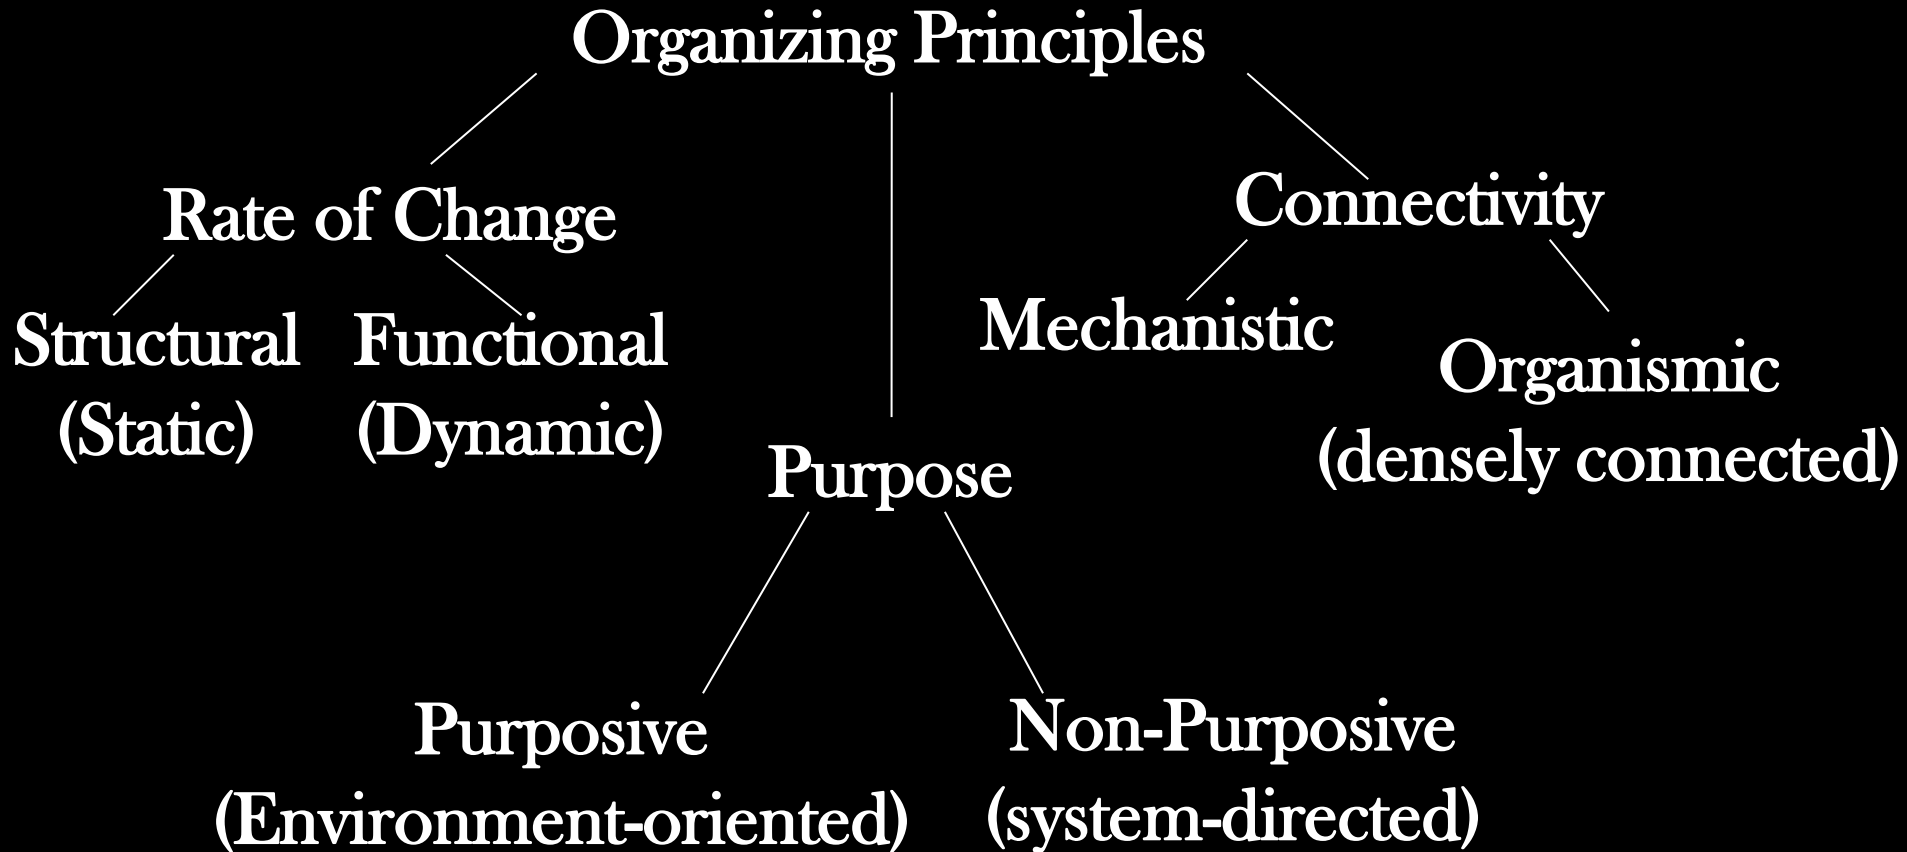 Organizing Principles
Rate of Change
Connectivity
Structural
(Static)
Functional
(Dynamic)
Mechanistic
Organismic
(densely connected)
Purpose
Purposive
(Environment-oriented)
Non-Purposive
(system-directed)